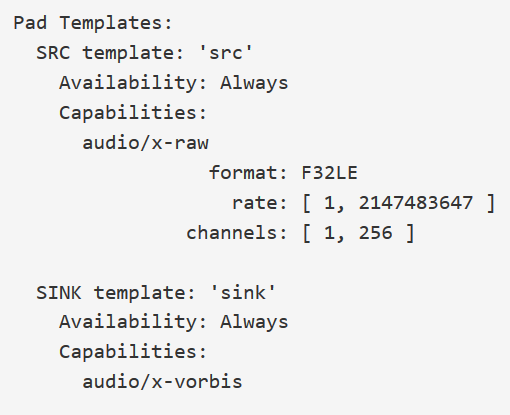 Pad Templates:
  SRC template: 'src'
    Availability: Always
    Capabilities:
      audio/x-raw
                 format: F32LE
                   rate: [ 1, 2147483647 ]
               channels: [ 1, 256 ]

  SINK template: 'sink'
    Availability: Always
    Capabilities:
      audio/x-vorbis